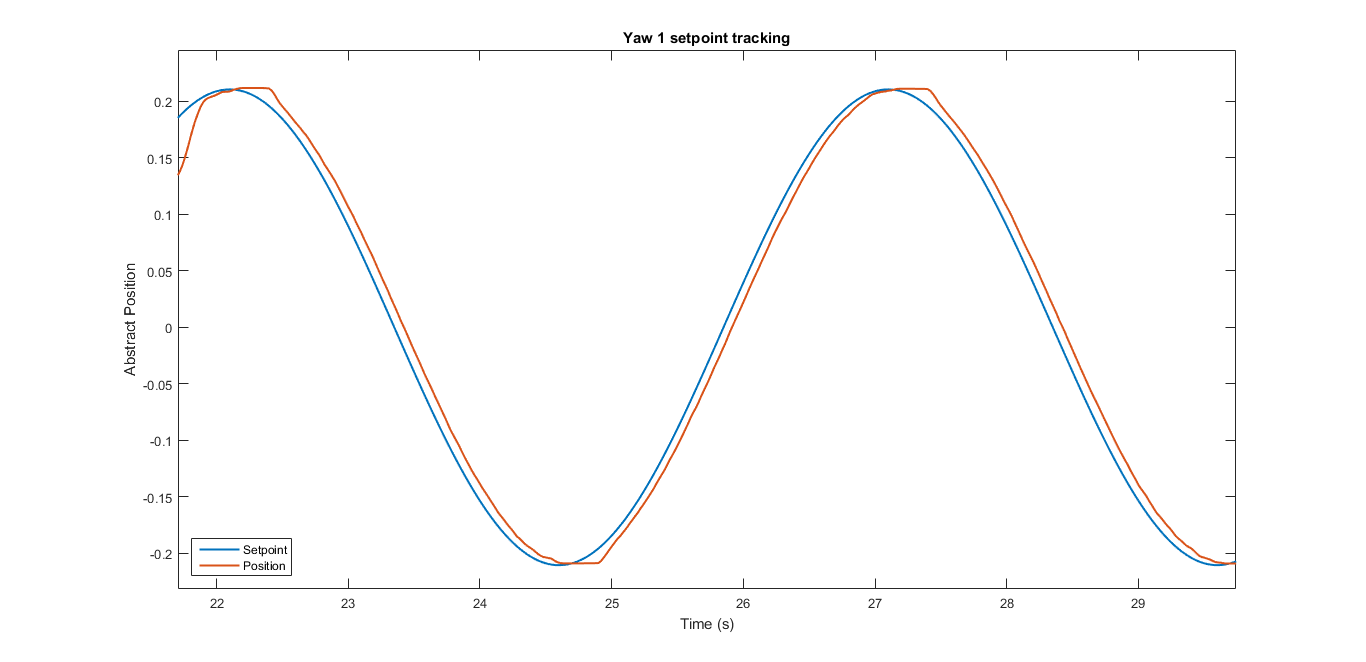 Yaw 1 setpoint tracking
0.2
0.15
0.1
0.05
0
-0.05
-0.1
-0.15
-0.2
Abstract Position
Setpoint
Position
22 23 24 25 26 27 28 29
Time (s)